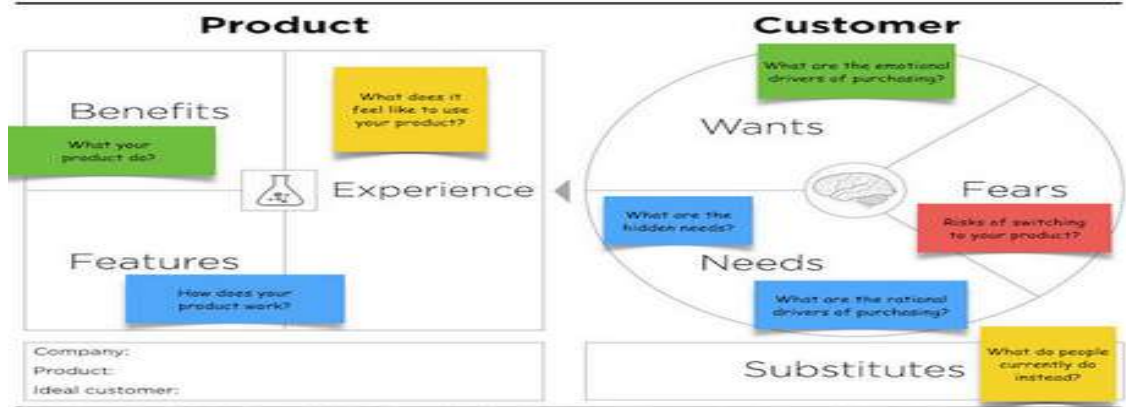 Product
Benefits
What your
product do?
What does it
feel like to use
your product?
Experience
Features
How does your
product work?
Company:
Product:
Ideal customer:
Customer
What are the emotional
drivers of purchasing?
Wants
Fears
Risks of switching
to your product?
What are the
hidden needs?
Needs
What are the rational
drivers of purchasing?
Substitutes
What do people
currently do
instead?